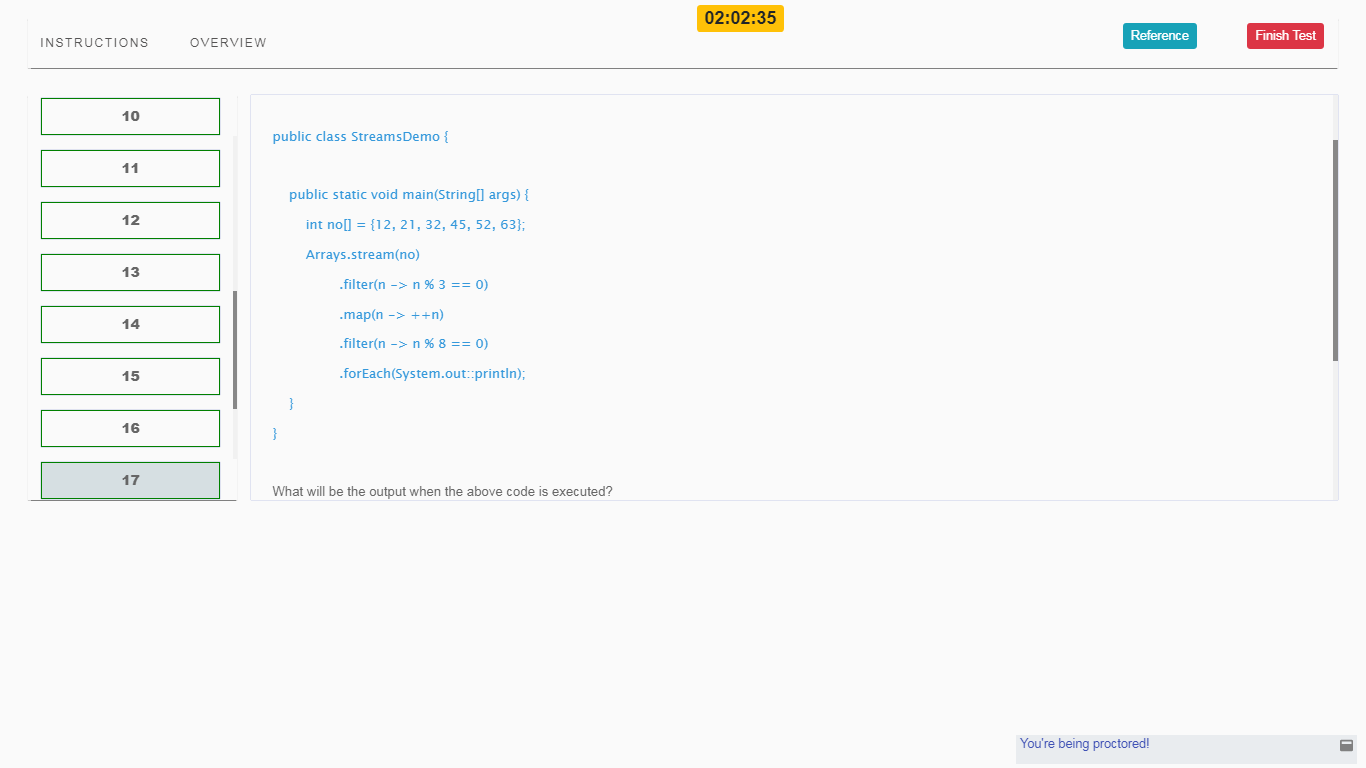 02:02:35
INSTRUCTIONS OVERVIEW Reference Finish Test
10
11
12
13
14
15
16
17
public class StreamsDemo {
public static void main(String[] args) {
int no[] = {12, 21, 32, 45, 52, 63};
Arrays.stream(no)
.filter(n -> n % 3 == 0)
.map(n -> ++n)
.filter(n -> n % 8 == 0)
.forEach(System.out::println);
}
}
What will be the output when the above code is executed?
You're being proctored!